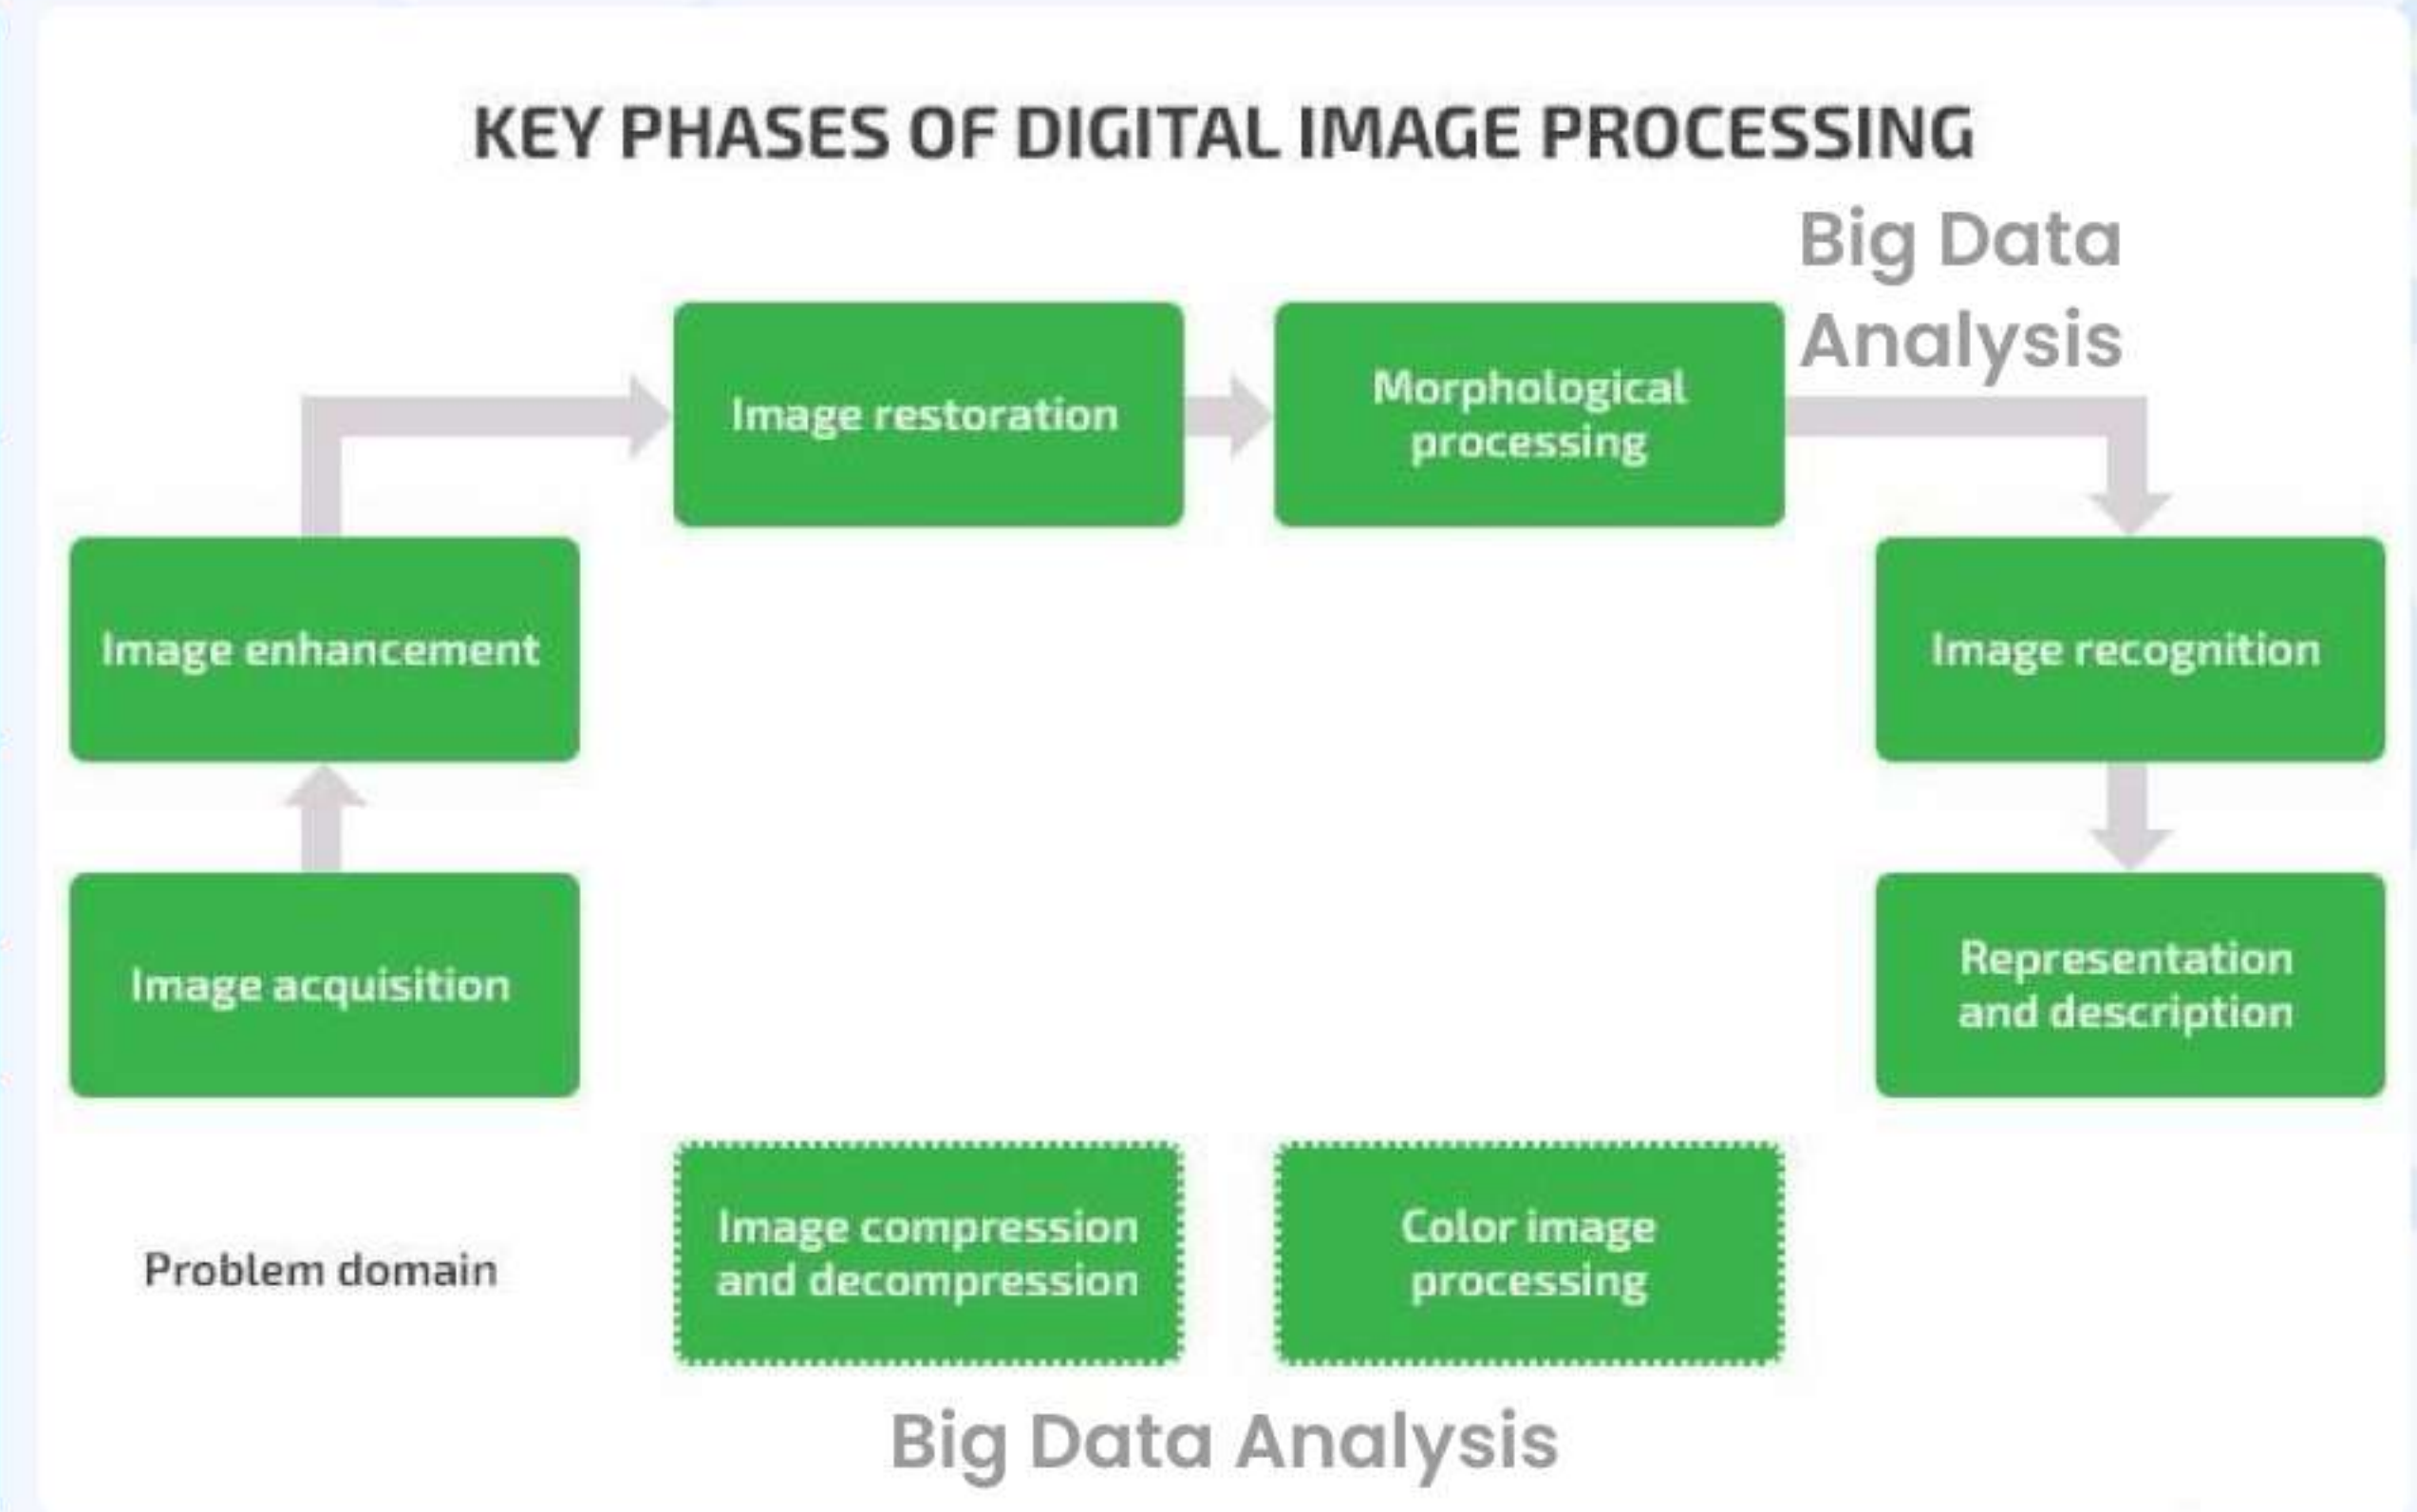 KEY PHASES OF DIGITAL IMAGE PROCESSING
Big Data
Analysis
Image restoration
Morphological
processing
Image enhancement
Image recognition
Image acquisition
Representation
and description
Problem domain
Image compression
and decompression
Color image
processing
Big Data Analysis